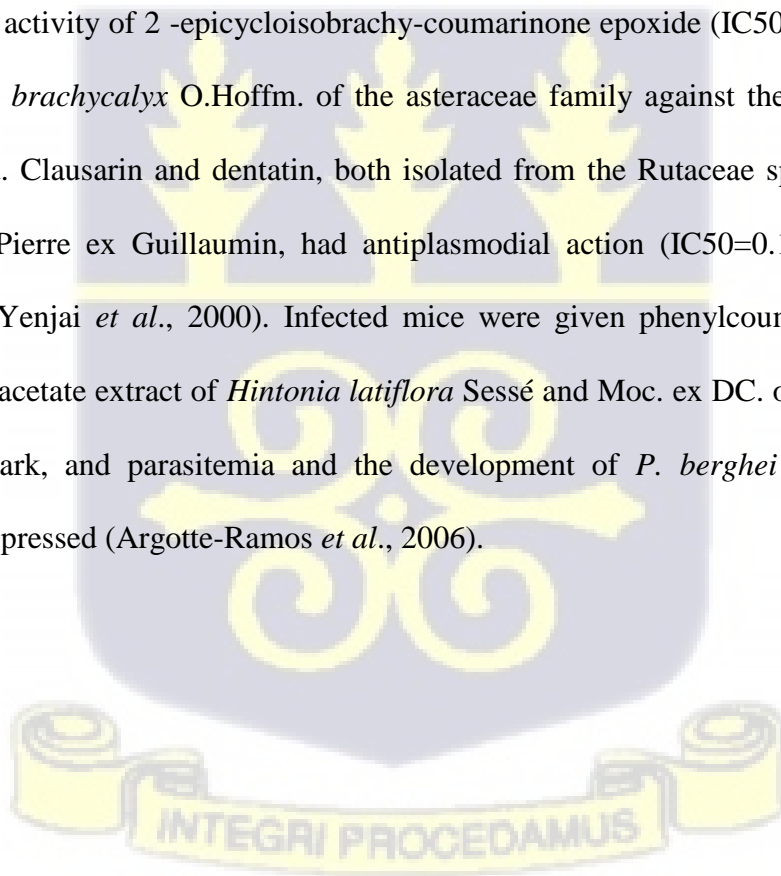 activity of 2 -epicycloisobrachy-coumarinone epoxide (IC50
brachycalyx O.Hoffm. of the asteraceae family against the
. Clausarin and dentatin, both isolated from the Rutaceae
Pierre ex Guillaumin, had antiplasmodial action (IC50=0.
Yenjai et al., 2000). Infected mice were given
acetate extract of Hintonia latiflora Sessé and Moc. ex DC.
ark, and parasitemia and the development of P. berghei
pressed (Argotte-Ramos et al., 2006).
INTEGRI PROCEDAMUS